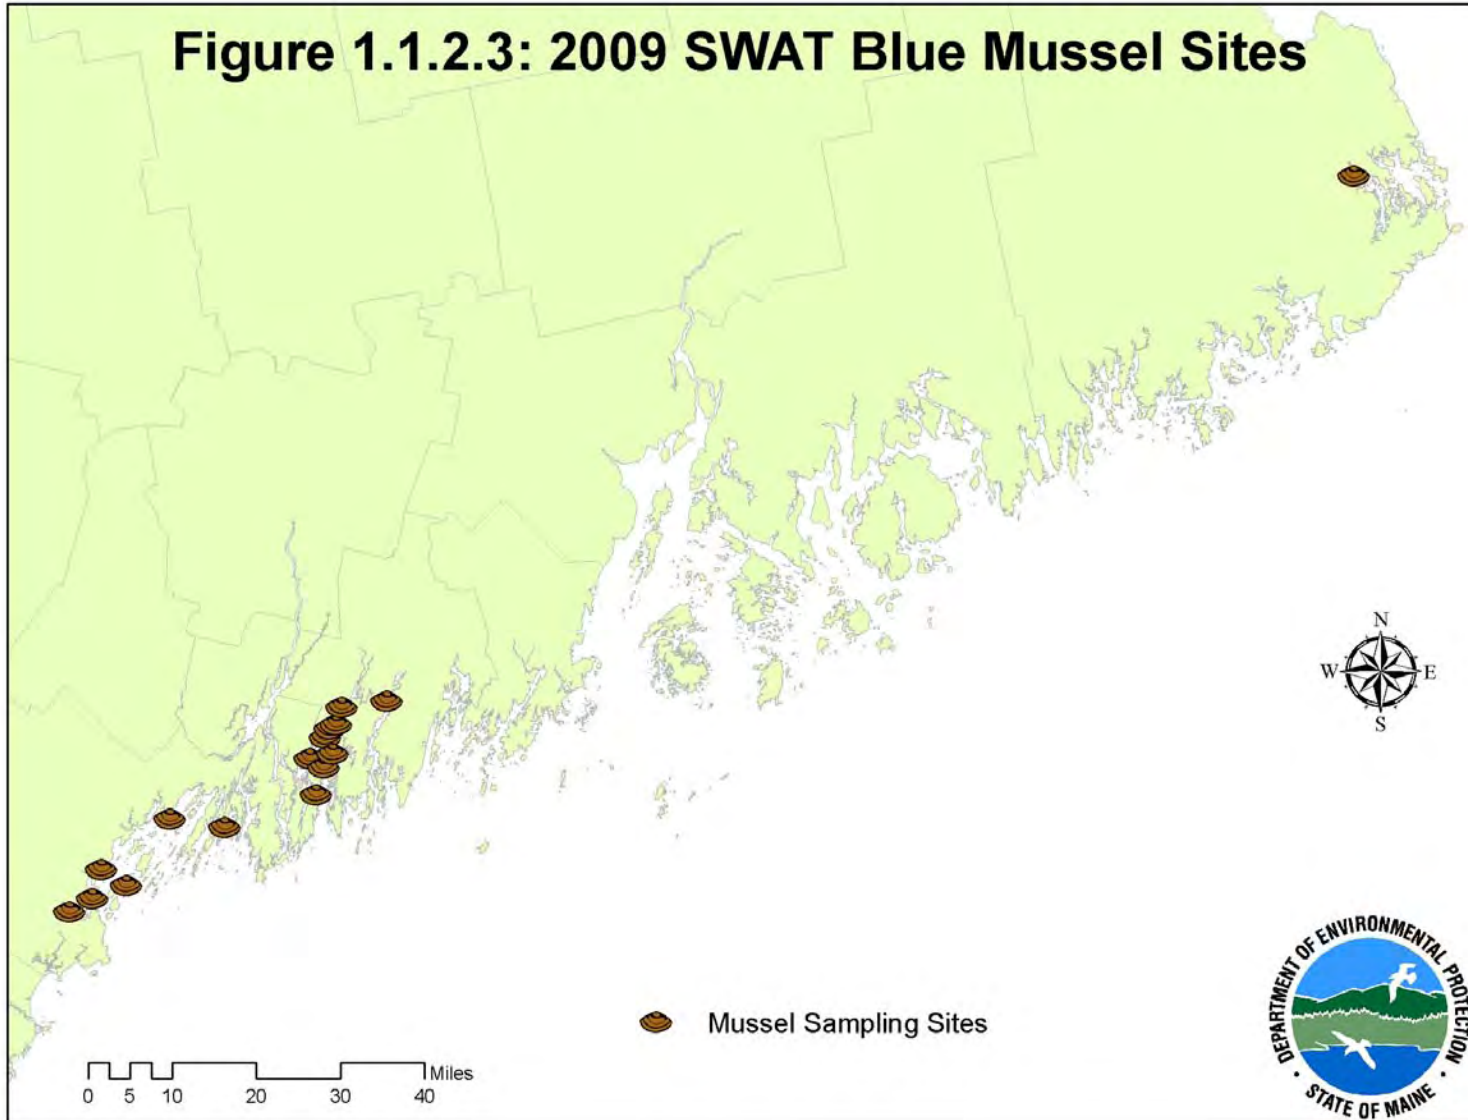 Figure 1.1.2.3: 2009 SWAT Blue Mussel Sites
N
W E
S
Mussel Sampling Sites
Miles
0 5 10 20 30 40
DEPARTMENT OF ENVIRONMENTAL PROTECTION
• STATE OF MAINE •